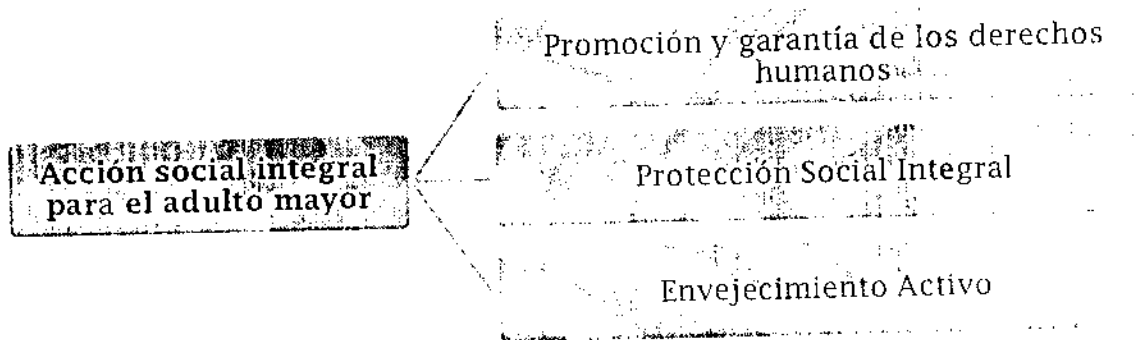 Promoción y garantía de los derechos
humanos
Acción social integral
para el adulto mayor
Protección Social Integral
Envejecimiento Activo